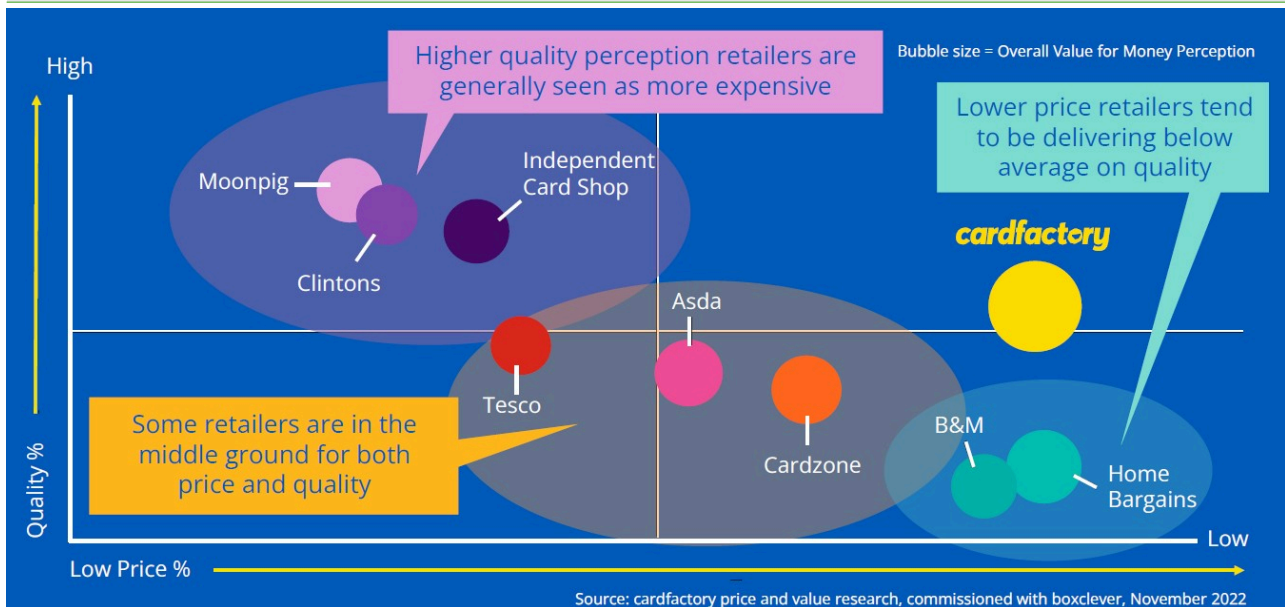 High
Higher quality perception retailers are
generally seen as more expensive
Bubble size = Overall Value for Money Perception
Lower price retailers tend
to be delivering below
average on quality
Moonpig
Independent
Card Shop
Clintons
cardfactory
Asda
Tesco
Some retailers are in the
middle ground for both
price and quality
Cardzone
B&M
Home
Bargains
Quality %
Low
Low Price %
Source: cardfactory price and value research, commissioned with boxclever, November 2022